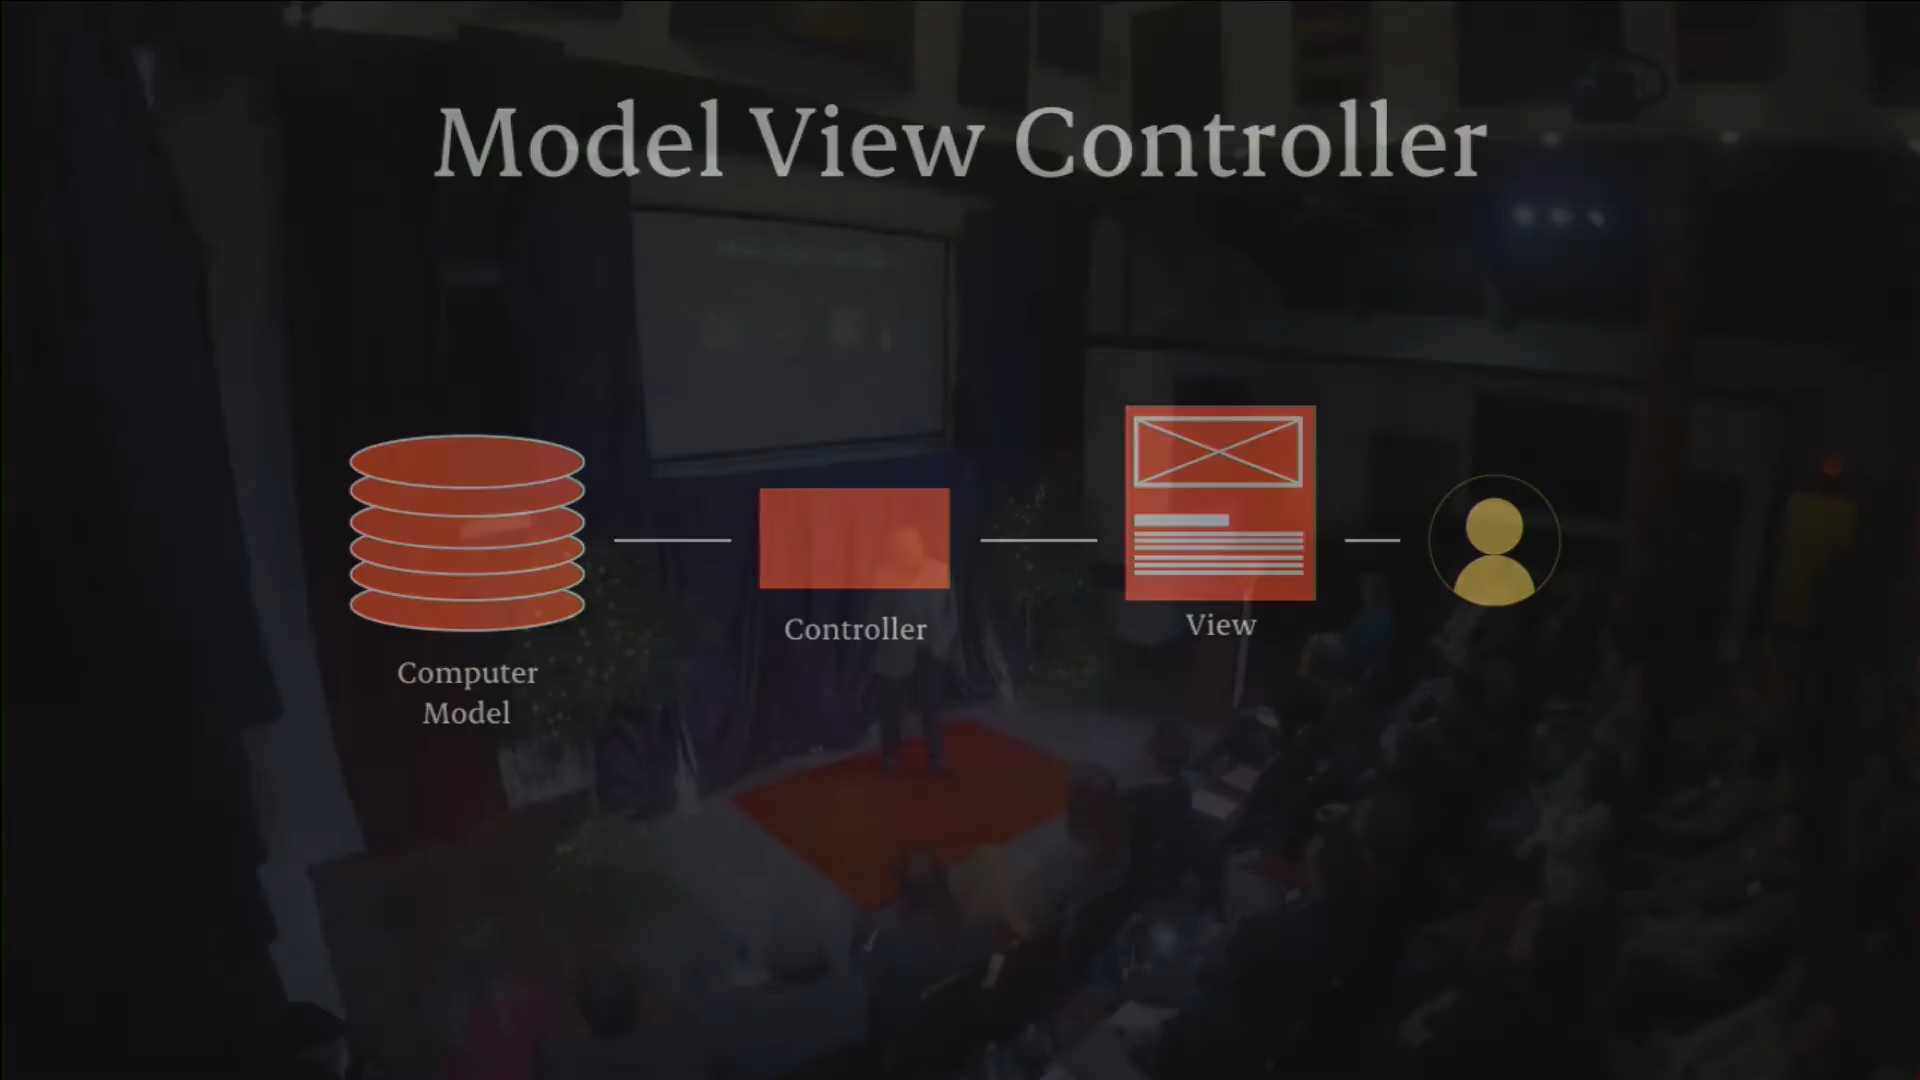 Model View Controller
Controller
View
Computer
Model